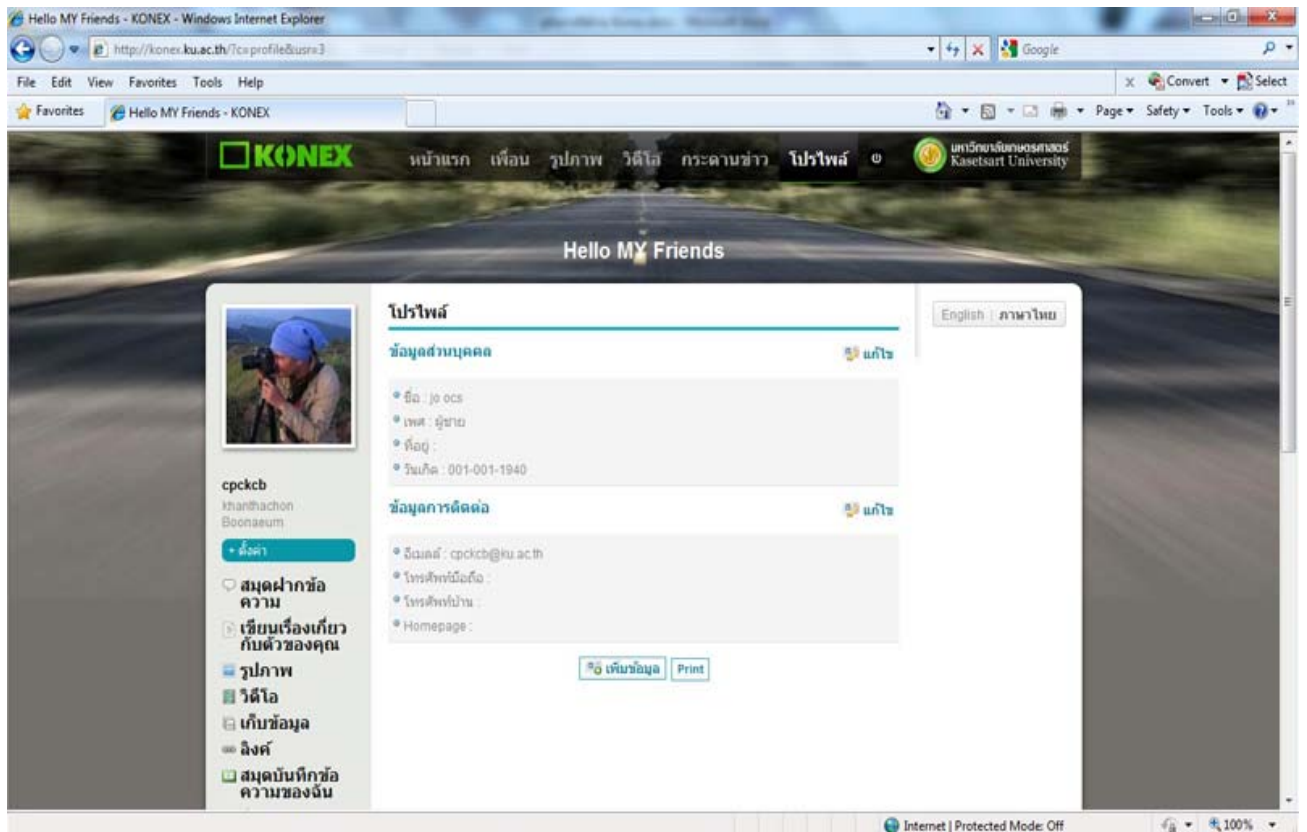 Hello MY Friends - KONEX - Windows Internet Explorer
http://konex.ku.ac.th/?c=profile&usr=3
Google
File Edit View Favorites Tools Help
x Convert Select
Favorites
Hello MY Friends - KONEX
Page Safety Tools
KONEX
หน้าแรก เพื่อน รูปภาพ วิดีโอ กระดานข่าว โปรไพล์
มหาวิทยาลัยเกษตรศาสตร์
Kasetsart University
Hello MY Friends
โปรไพล์
English | ภาษาไทย
ข้อมูลส่วนบุคคล
แก้ไข
ชื่อ : jo ocs
เพศ : ผู้ชาย
ที่อยู่ :
วันเกิด : 001-001-1940
cpckcb
khanthachon
Boonaeum
+ ตั้งค่า
ข้อมูลการติดต่อ
แก้ไข
อีเมลล์ : cpckcb@ku.ac.th
โทรศัพท์มือถือ :
โทรศัพท์บ้าน :
Homepage :
เพิ่มข้อมูล
Print
สมุดฝากข้อ
ความ
เขียนเรื่องเกี่ยว
กับตัวของคุณ
รูปภาพ
วิดีโอ
เก็บข้อมูล
ลิงค์
สมุดบันทึกข้อ
ความของฉัน
Internet | Protected Mode: Off
100%